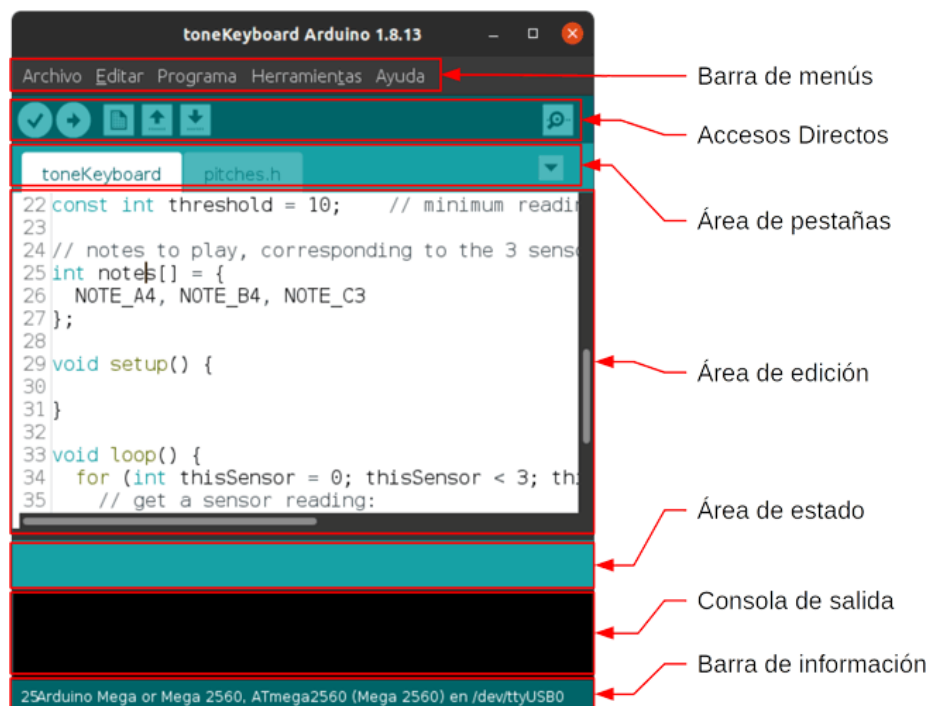 toneKeyboard Arduino 1.8.13
Archivo Editar Programa Herramientas Ayuda
Barra de menús
Accesos Directos
toneKeyboard pitches.h
Área de pestañas
22 const int threshold = 10;    // minimum readin
23
24 // notes to play, corresponding to the 3 senso
25 int notes[] = {
26   NOTE_A4, NOTE_B4, NOTE_C3
27 };
28
29 void setup() {
30
31 }
32
33 void loop() {
34   for (int thisSensor = 0; thisSensor < 3; thi
35     // get a sensor reading:
Área de edición
Área de estado
Consola de salida
Barra de información
25Arduino Mega or Mega 2560, ATmega2560 (Mega 2560) en /dev/ttyUSB0